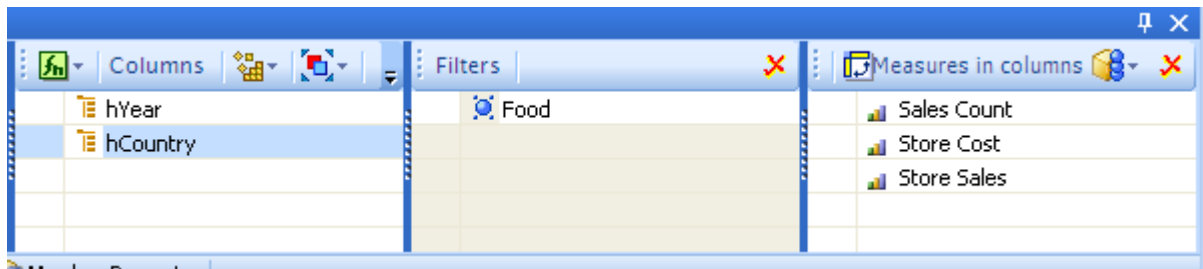 Columns
Filters
Measures in columns
hYear
hCountry
Food
Sales Count
Store Cost
Store Sales